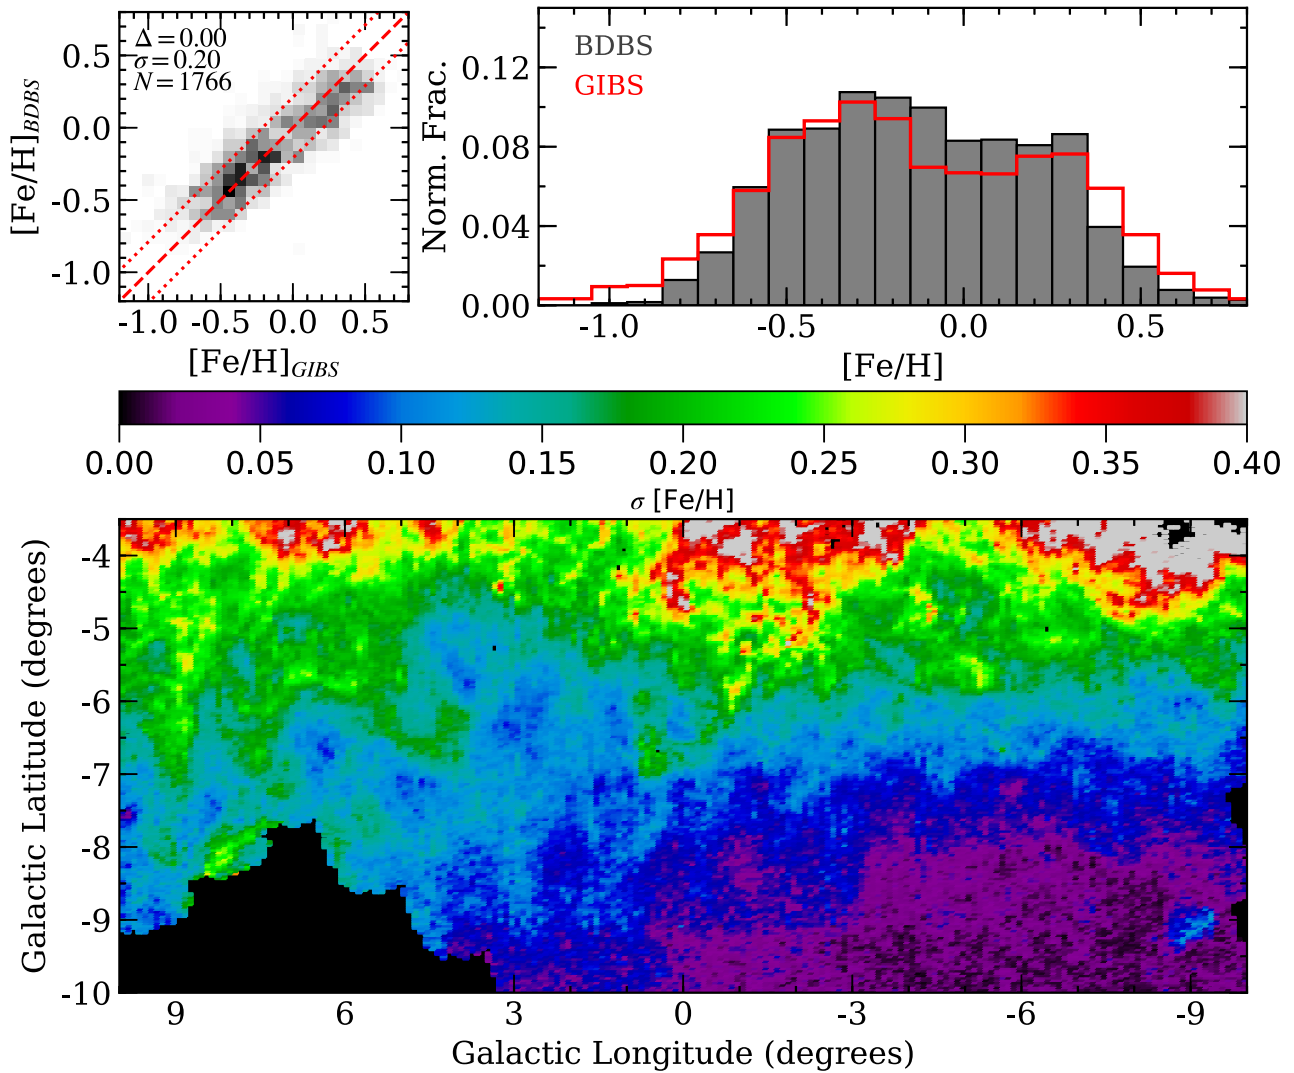 Δ = 0.00
σ = 0.20
N = 1766
0.5
0.0
-0.5
-1.0
[Fe/H]BDBS
-1.0 -0.5 0.0 0.5
[Fe/H]GIBS
BDBS
GIBS
0.12
0.08
0.04
0.00
Norm. Frac.
-1.0 -0.5 0.0 0.5
[Fe/H]
0.00 0.05 0.10 0.15 0.20 0.25 0.30 0.35 0.40
σ [Fe/H]
-4
-5
-6
-7
-8
-9
-10
Galactic Latitude (degrees)
9 6 3 0 -3 -6 -9
Galactic Longitude (degrees)